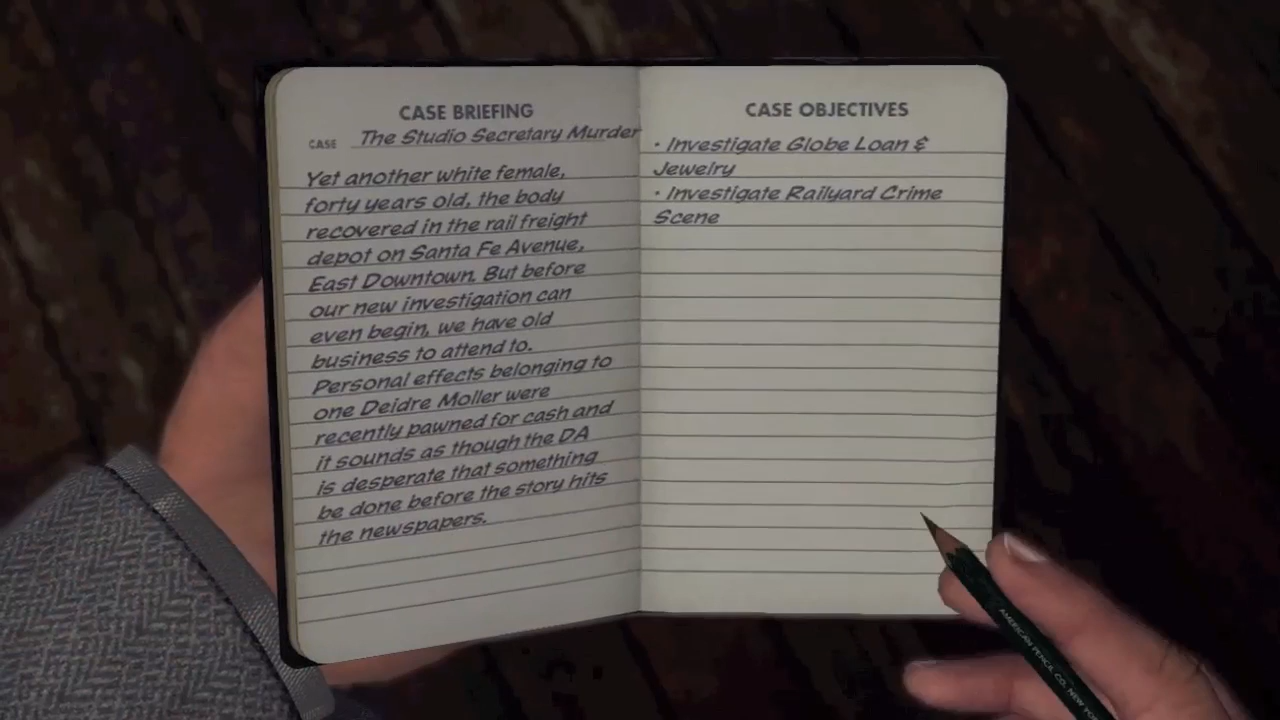 CASE BRIEFING
CASE The Studio Secretary Murder
Yet another white female,
forty years old, the body
recovered in the rail freight
depot on Santa Fe Avenue,
East Downtown. But before
our new investigation can
even begin, we have old
business to attend to.
Personal effects belonging to
one Deidre Moller were
recently pawned for cash and
it sounds as though the DA
is desperate that something
be done before the story hits
the newspapers.
CASE OBJECTIVES
· Investigate Globe Loan &
Jewelry
· Investigate Railyard Crime
Scene
AMERICAN PENCIL CO. NEW